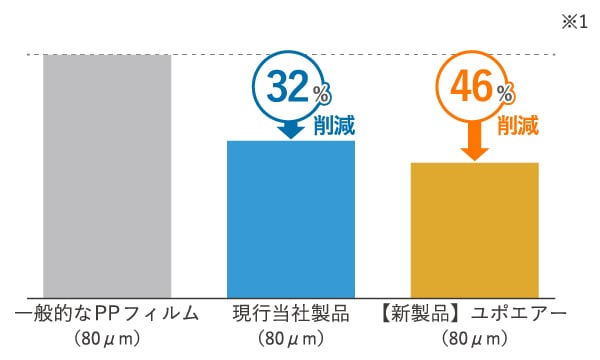 ※1
32%
削減
46%
削減
一般的なPPフィルム
(80μm)
現行当社製品
(80μm)
【新製品】ユポエアー
(80μm)